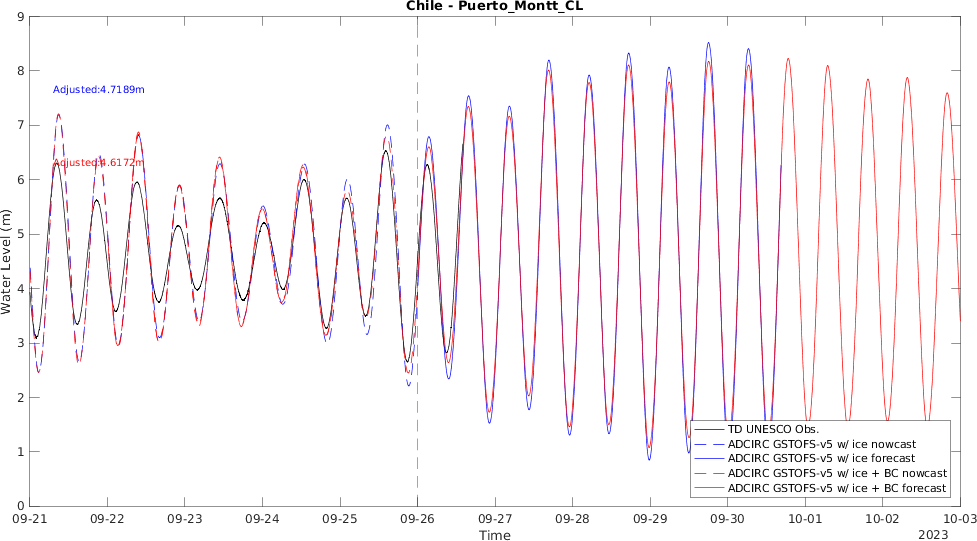 Chile - Puerto_Montt_CL
9
8
7
6
5
4
3
2
1
0
Water Level (m)
Adjusted:4.7189m
Adjusted:4.6172m
TD UNESCO Obs.
ADCIRC GSTOFS-v5 w/ ice nowcast
ADCIRC GSTOFS-v5 w/ ice forecast
ADCIRC GSTOFS-v5 w/ ice + BC nowcast
ADCIRC GSTOFS-v5 w/ ice + BC forecast
09-21 09-22 09-23 09-24 09-25 09-26 09-27 09-28 09-29 09-30 10-01 10-02 10-03
Time
2023